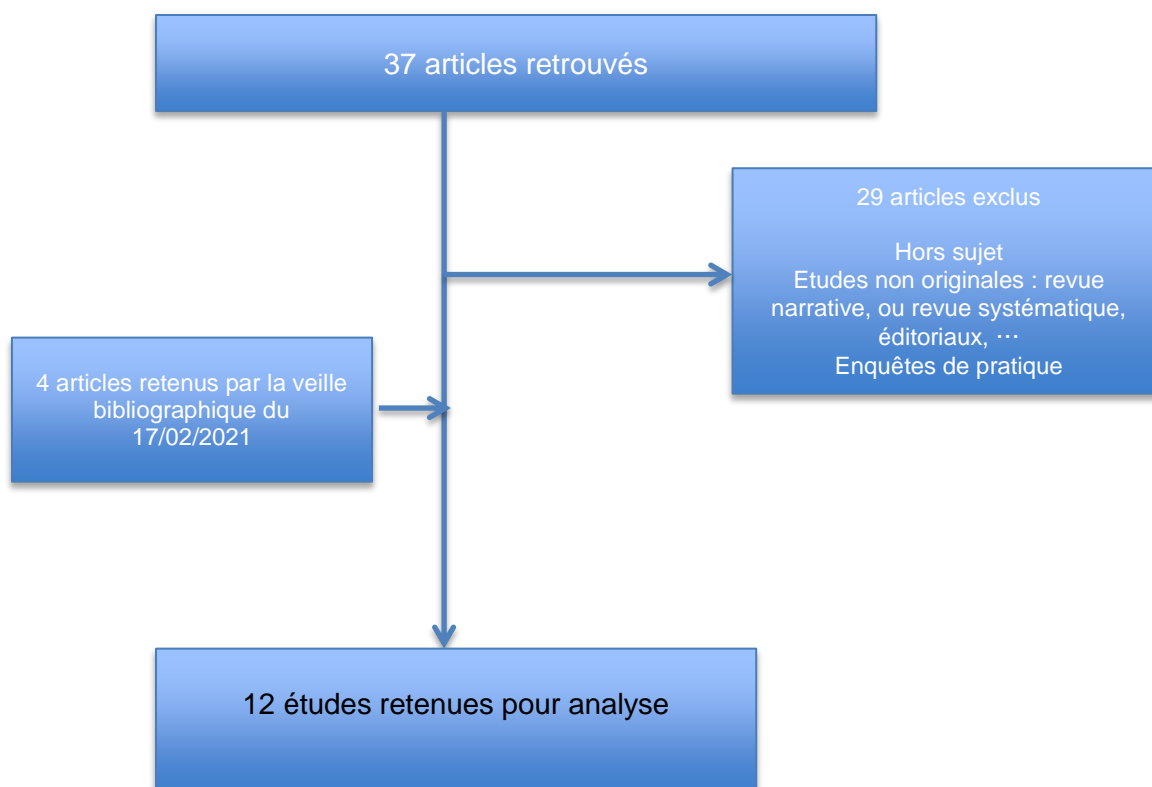 37 articles retrouvés
29 articles exclus
Hors sujet
Etudes non originales : revue
narrative, ou revue systématique,
éditoriaux, …
Enquêtes de pratique
4 articles retenus par la veille
bibliographique du
17/02/2021
12 études retenues pour analyse